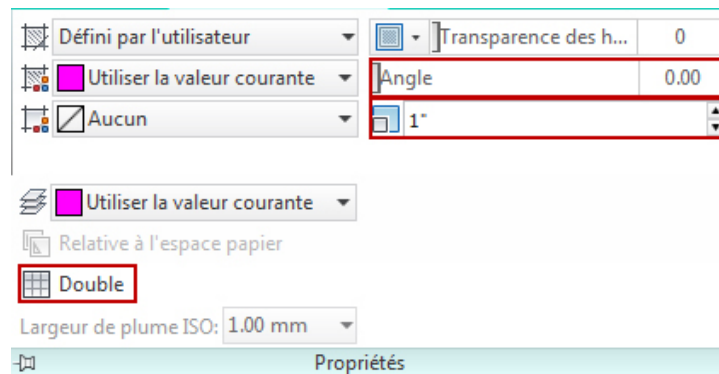 Défini par l'utilisateur Transparence des h... 0
Utiliser la valeur courante Angle 0.00
Aucun 1"
Utiliser la valeur courante
Relative à l'espace papier
Double
Largeur de plume ISO: 1.00 mm
Propriétés